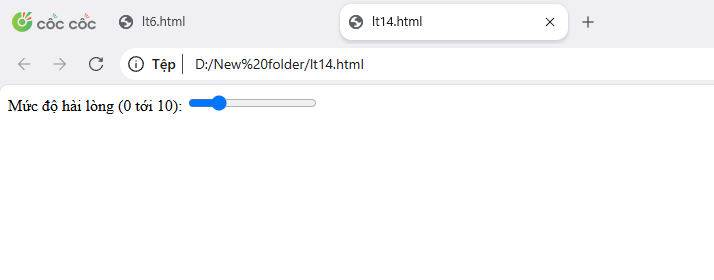 cốc cốc lt6.html lt14.html
Tệp D:/New%20folder/lt14.html
Mức độ hài lòng (0 tới 10):